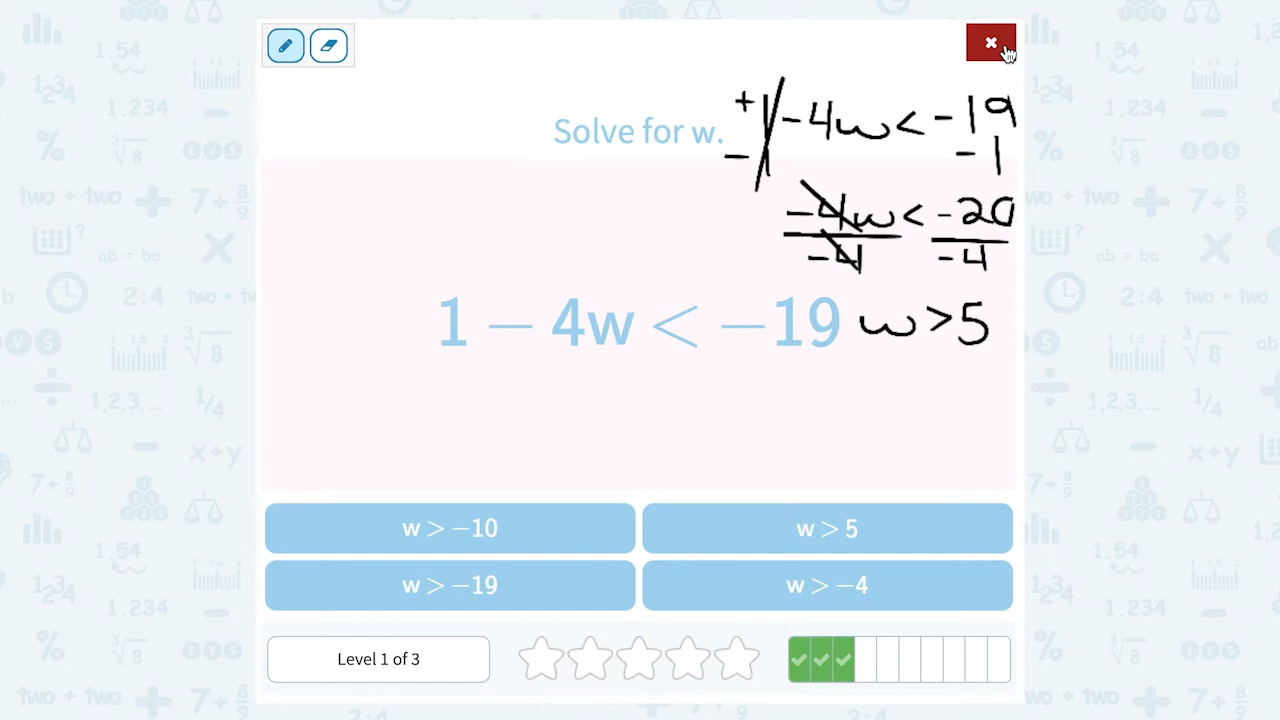 Solve for w.
+1 -4w < -19
-1 -1
-4w < -20
-4 -4
1 − 4w < −19
w > 5
w > −10
w > 5
w > −19
w > −4
Level 1 of 3